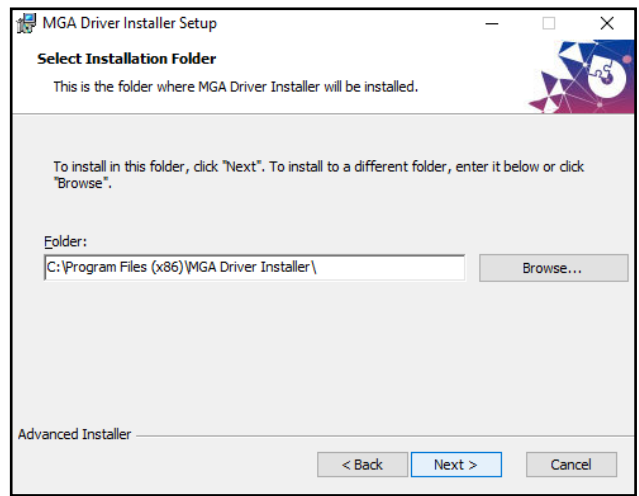 MGA Driver Installer Setup
Select Installation Folder
This is the folder where MGA Driver Installer will be installed.
To install in this folder, click "Next". To install to a different folder, enter it below or click
"Browse".
Folder:
C:\Program Files (x86)\MGA Driver Installer\
Browse...
Advanced Installer
< Back
Next >
Cancel